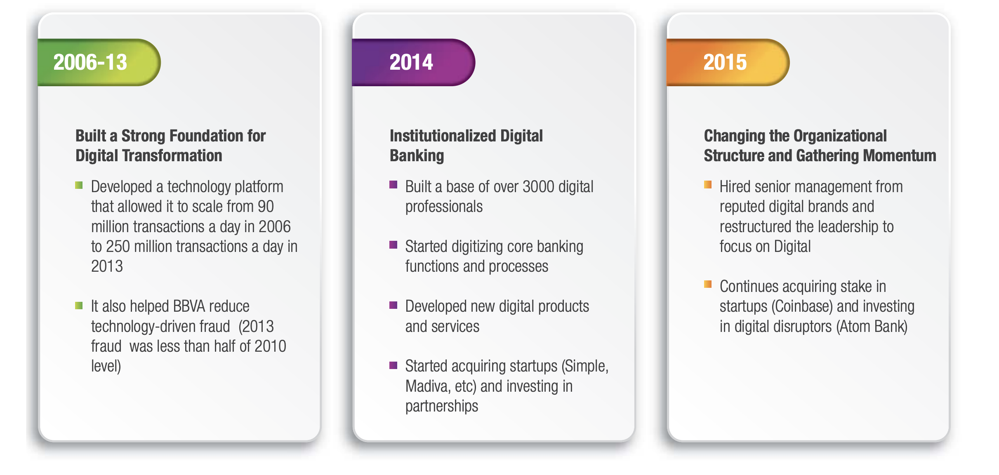 2006-13
Built a Strong Foundation for
Digital Transformation
Developed a technology platform
that allowed it to scale from 90
million transactions a day in 2006
to 250 million transactions a day in
2013
It also helped BBVA reduce
technology-driven fraud  (2013
fraud  was less than half of 2010
level)
2014
Institutionalized Digital
Banking
Built a base of over 3000 digital
professionals
Started digitizing core banking
functions and processes
Developed new digital products
and services
Started acquiring startups (Simple,
Madiva, etc) and investing in
partnerships
2015
Changing the Organizational
Structure and Gathering Momentum
Hired senior management from
reputed digital brands and
restructured the leadership to
focus on Digital
Continues acquiring stake in
startups (Coinbase) and investing
in digital disruptors (Atom Bank)